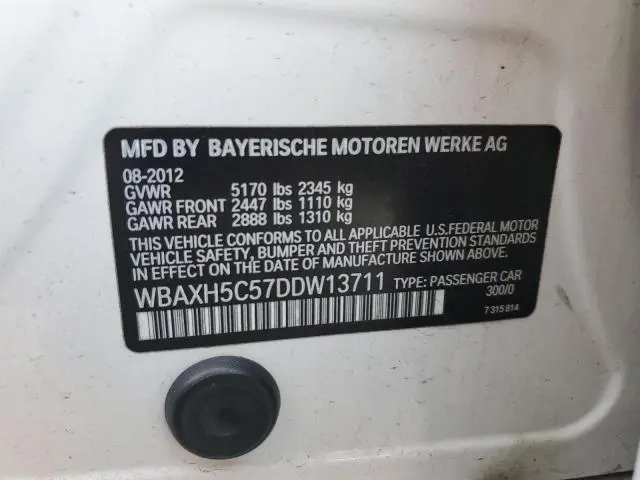 MFD BY BAYERISCHE MOTOREN WERKE AG
08-2012
GVWR 5170 lbs 2345 kg
GAWR FRONT 2447 lbs 1110 kg
GAWR REAR 2888 lbs 1310 kg
THIS VEHICLE CONFORMS TO ALL APPLICABLE U.S.FEDERAL MOTOR
VEHICLE SAFETY, BUMPER, AND THEFT PREVENTION STANDARDS
IN EFFECT ON THE DATE OF MANUFACTURE SHOWN ABOVE.
WBAXH5C57DDW13711 TYPE: PASSENGER CAR
300/0
7 315 814